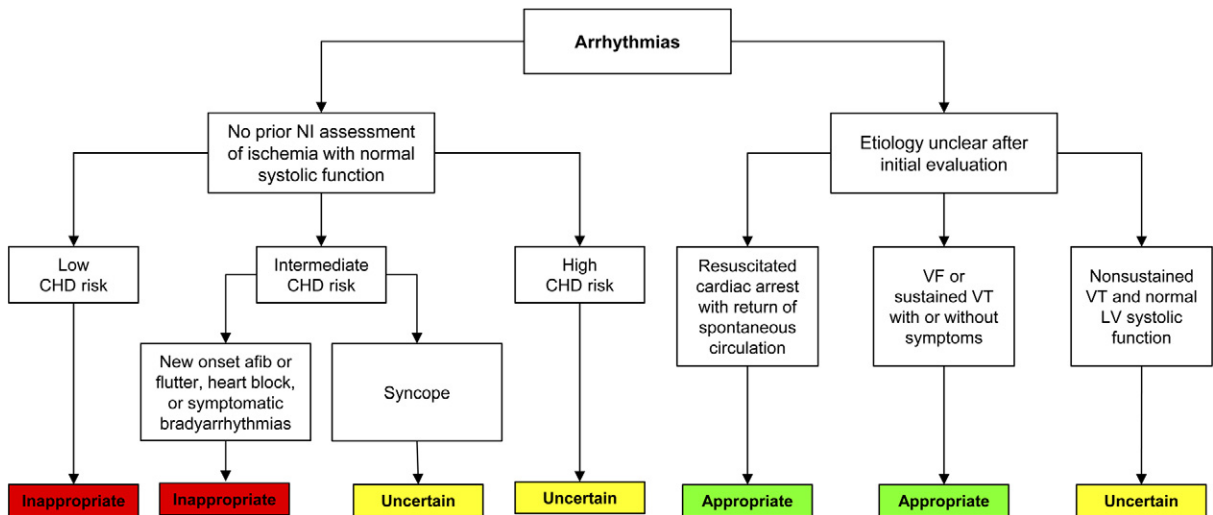 Arrhythmias
No prior NI assessment
of ischemia with normal
systolic function
Etiology unclear after
initial evaluation
Low
CHD risk
Intermediate
CHD risk
High
CHD risk
Resuscitated
cardiac arrest
with return of
spontaneous
circulation
VF or
sustained VT
with or without
symptoms
Nonsustained
VT and normal
LV systolic
function
New onset afib or
flutter, heart block,
or symptomatic
bradyarrhythmias
Syncope
Inappropriate
Inappropriate
Uncertain
Uncertain
Appropriate
Appropriate
Uncertain